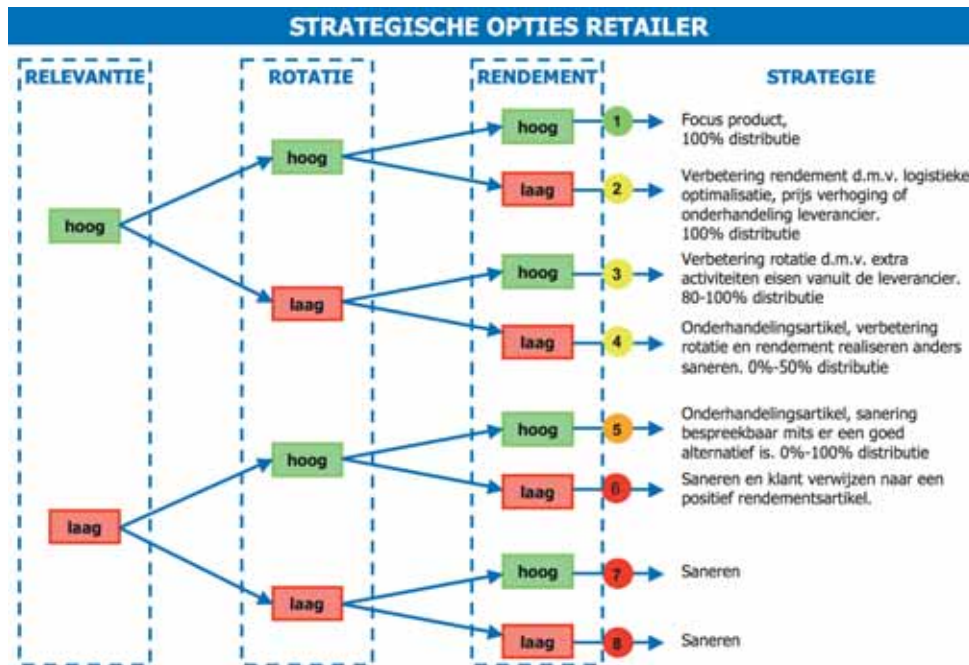 STRATEGISCHE OPTIES RETAILER
RELEVANTIE
ROTATIE
RENDEMENT
STRATEGIE
hoog
laag
hoog
laag
hoog
laag
hoog
laag
hoog
laag
hoog
laag
hoog
laag
1
Focus product,
100% distributie
2
Verbetering rendement d.m.v. logistieke
optimalisatie, prijs verhoging of
onderhandeling leverancier.
100% distributie
3
Verbetering rotatie d.m.v. extra
activiteiten eisen vanuit de leverancier.
80-100% distributie
4
Onderhandelingsartikel, verbetering
rotatie en rendement realiseren anders
saneren. 0%-50% distributie
5
Onderhandelingsartikel, sanering
bespreekbaar mits er een goed
alternatief is. 0%-100% distributie
6
Saneren en klant verwijzen naar een
positief rendementsartikel.
7
Saneren
8
Saneren